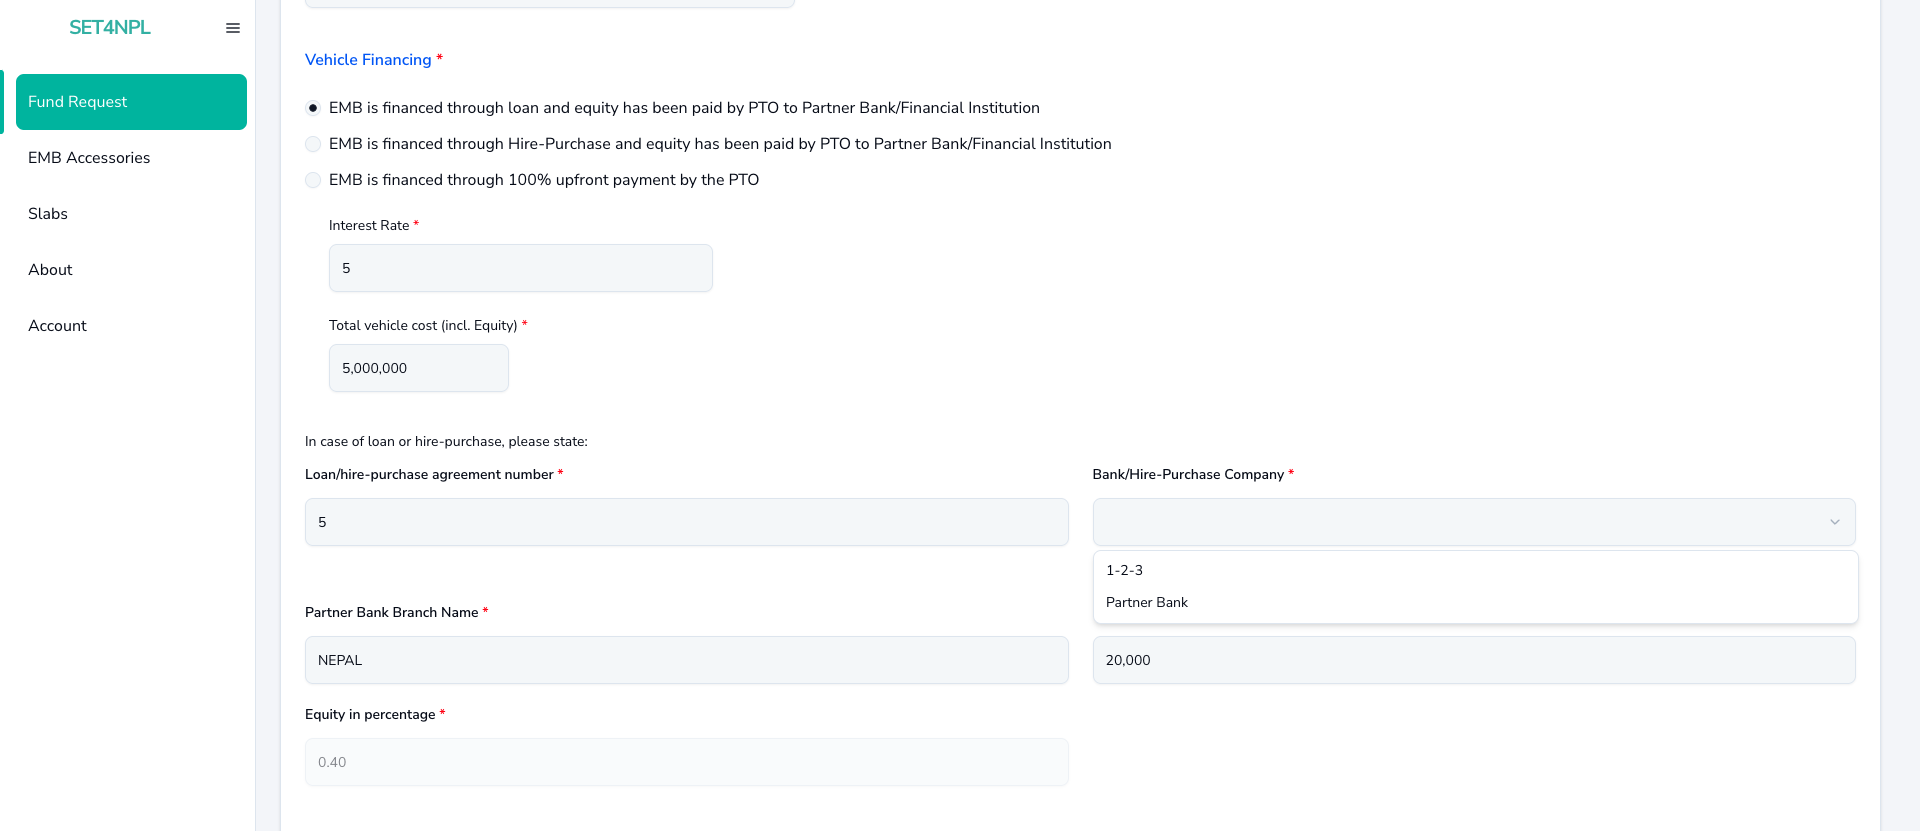 SET4NPL
Fund Request
EMB Accessories
Slabs
About
Account
Vehicle Financing *
EMB is financed through loan and equity has been paid by PTO to Partner Bank/Financial Institution
EMB is financed through Hire-Purchase and equity has been paid by PTO to Partner Bank/Financial Institution
EMB is financed through 100% upfront payment by the PTO
Interest Rate *
5
Total vehicle cost (incl. Equity) *
5,000,000
In case of loan or hire-purchase, please state:
Loan/hire-purchase agreement number *
5
Bank/Hire-Purchase Company *
1-2-3
Partner Bank
Partner Bank Branch Name *
NEPAL
20,000
Equity in percentage *
0.40